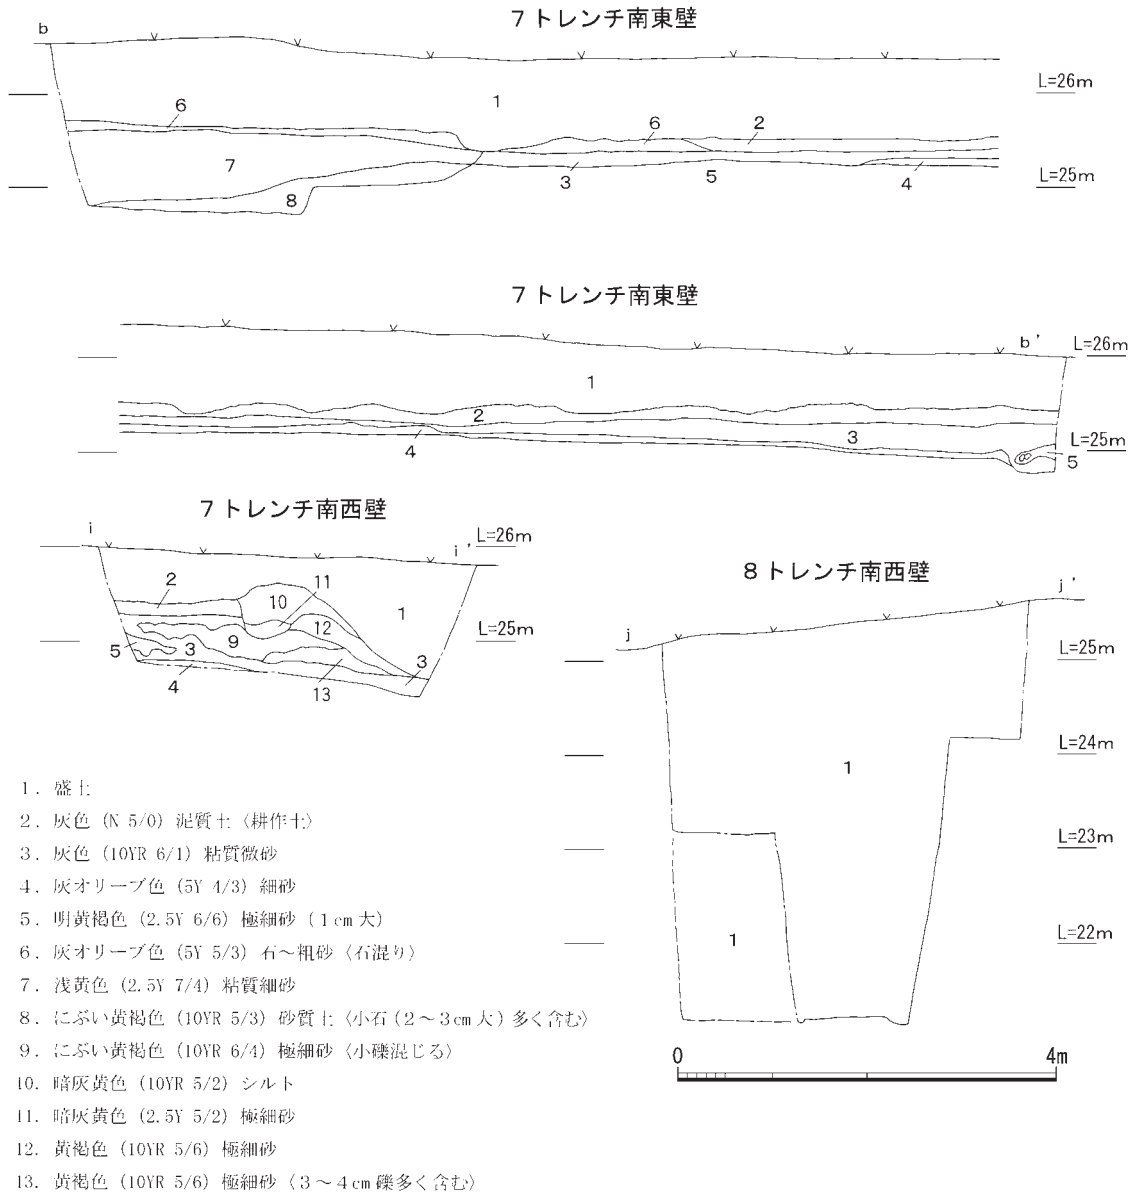 7トレンチ南東壁
b
L=26m
1
6
6
2
7
3
5
4
L=25m
8
7トレンチ南東壁
b'
L=26m
1
2
3
L=25m
4
5
7トレンチ南西壁
i
i'
L=26m
2
11
10
1
12
L=25m
5
3
9
3
4
13
8トレンチ南西壁
j'
j
L=25m
L=24m
1
L=23m
1
L=22m
0
4m
1. 盛土
2. 灰色 (N 5/0) 泥質土〈耕作土〉
3. 灰色 (10YR 6/1) 粘質微砂
4. 灰オリーブ色 (5Y 4/3) 細砂
5. 明黄褐色 (2.5Y 6/6) 極細砂 (1cm大)
6. 灰オリーブ色 (5Y 5/3) 石～粗砂〈石混り〉
7. 浅黄色 (2.5Y 7/4) 粘質細砂
8. にぶい黄褐色 (10YR 5/3) 砂質土〈小石(2～3cm大)多く含む〉
9. にぶい黄褐色 (10YR 6/4) 極細砂〈小礫混じる〉
10. 暗灰黄色 (10YR 5/2) シルト
11. 暗灰黄色 (2.5Y 5/2) 極細砂
12. 黄褐色 (10YR 5/6) 極細砂
13. 黄褐色 (10YR 5/6) 極細砂〈3～4cm礫多く含む〉